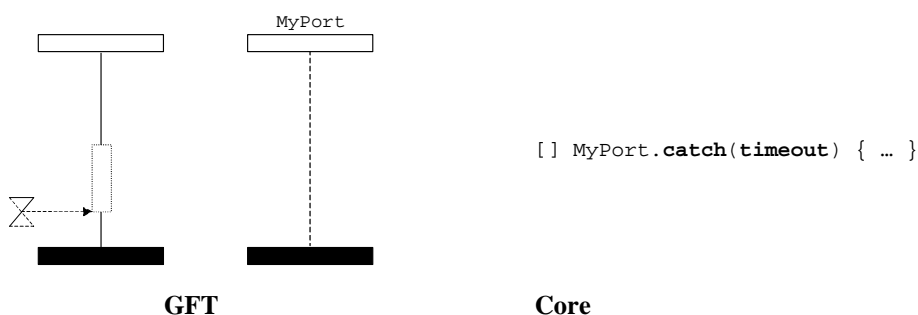 MyPort
[] MyPort.catch(timeout) { … }
GFT
Core